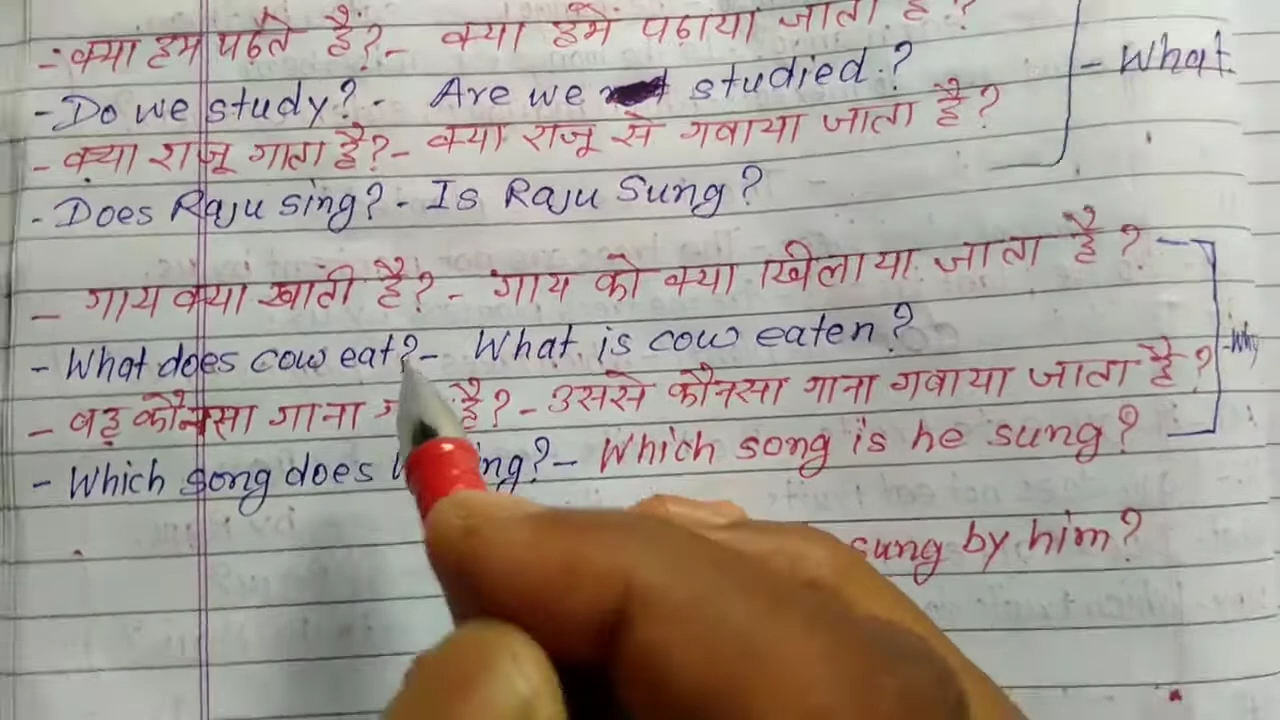 - क्या हम पढ़ते है?- क्या हमें पढ़ाया जाता है?
- Do we study?- Are we studied.? - What
- क्या राजू गाता है?- क्या राजू से गवाया जाता है?
- Does Raju sing?- Is Raju Sung?
- गाय क्या खाती है?- गाय को क्या खिलाया जाता है?
- What does cow eat?- What is cow eaten? -Why
- वह कौनसा गाना है?- उससे कौनसा गाना गवाया जाता है?
- Which song does ing?- Which song is he sung?
sung by him?